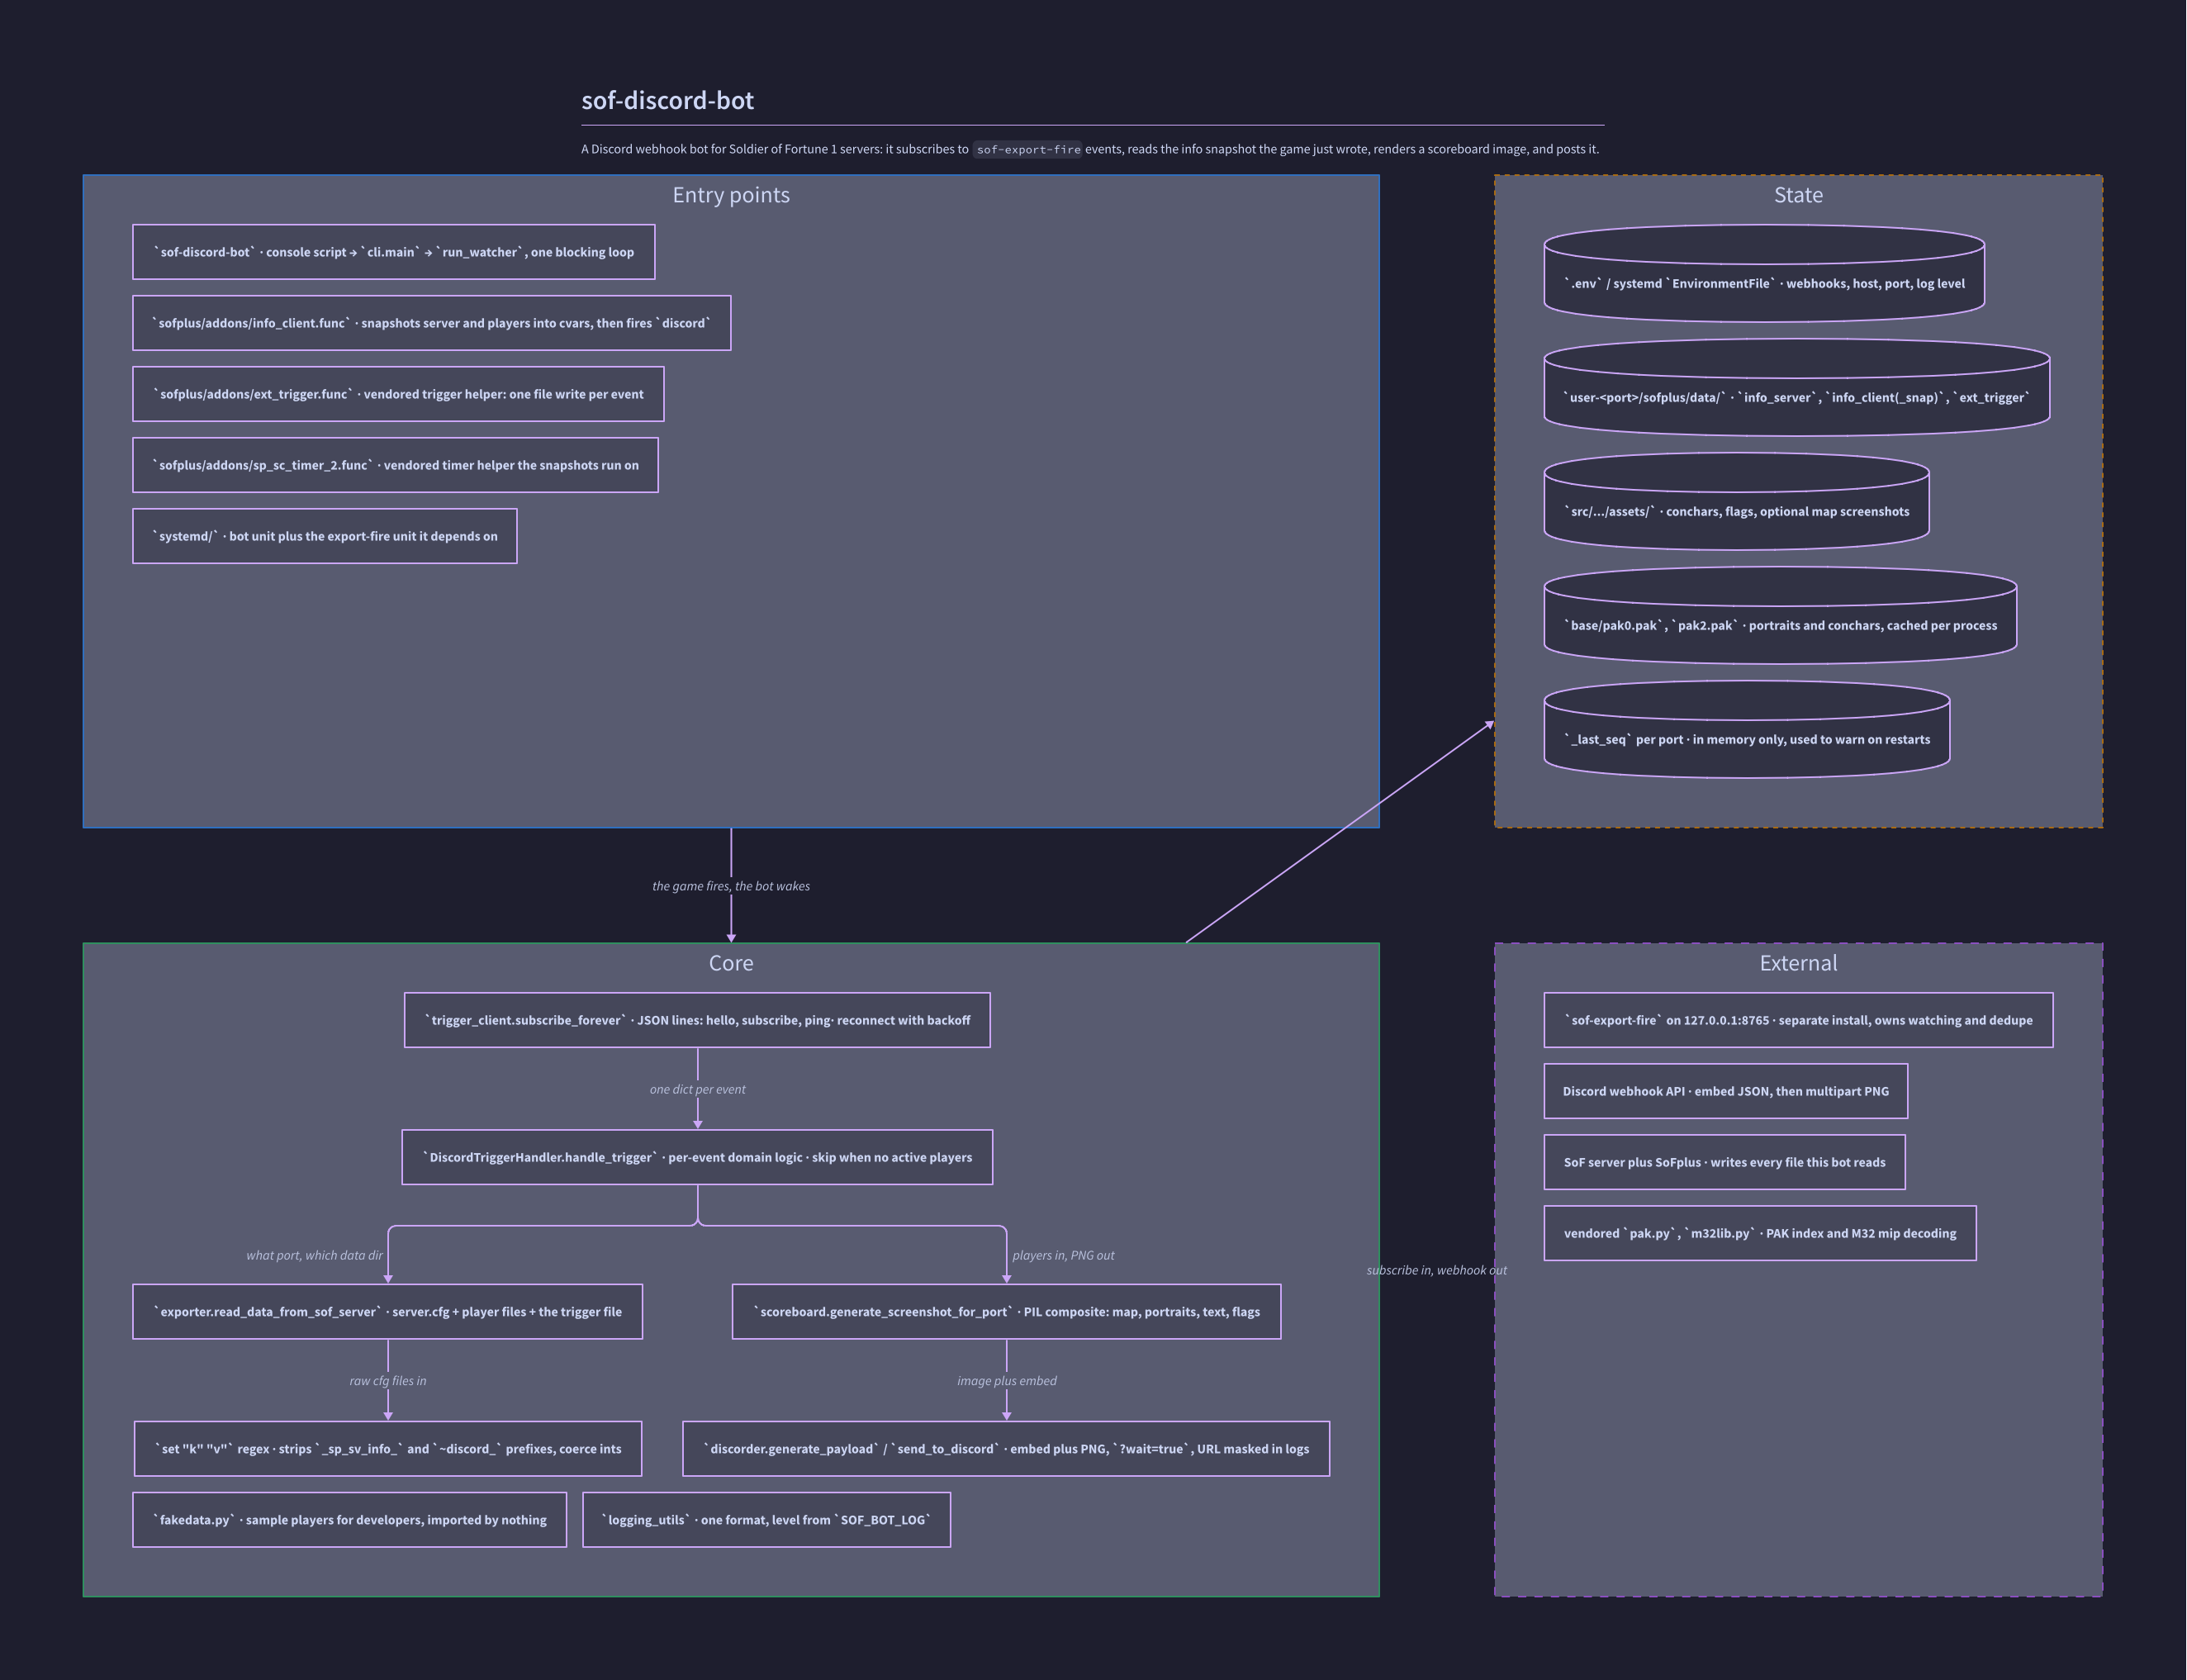 sof-discord-bot
A Discord webhook bot for Soldier of Fortune 1 servers: it subscribes to sof-export-fire events, reads the info snapshot the game just wrote, renders a scoreboard image, and posts it.
Entry points
`sof-discord-bot` · console script → `cli.main` → `run_watcher`, one blocking loop
`sofplus/addons/info_client.func` · snapshots server and players into cvars, then fires `discord`
`sofplus/addons/ext_trigger.func` · vendored trigger helper: one file write per event
`sofplus/addons/sp_sc_timer_2.func` · vendored timer helper the snapshots run on
`systemd/` · bot unit plus the export-fire unit it depends on
State
`.env` / systemd `EnvironmentFile` · webhooks, host, port, log level
`user-<port>/sofplus/data/` · `info_server`, `info_client(_snap)`, `ext_trigger`
`src/…/assets/` · conchars, flags, optional map screenshots
`base/pak0.pak`, `pak2.pak` · portraits and conchars, cached per process
`_last_seq` per port · in memory only, used to warn on restarts
the game fires, the bot wakes
Core
`trigger_client.subscribe_forever` · JSON lines: hello, subscribe, ping· reconnect with backoff
one dict per event
`DiscordTriggerHandler.handle_trigger` · per-event domain logic · skip when no active players
what port, which data dir
players in, PNG out
`exporter.read_data_from_sof_server` · server.cfg + player files + the trigger file
`scoreboard.generate_screenshot_for_port` · PIL composite: map, portraits, text, flags
raw cfg files in
image plus embed
`set "k" "v"` regex · strips `_sp_sv_info_` and `~discord_` prefixes, coerce ints
`discorder.generate_payload` / `send_to_discord` · embed plus PNG, `?wait=true`, URL masked in logs
`fakedata.py` · sample players for developers, imported by nothing
`logging_utils` · one format, level from `SOF_BOT_LOG`
subscribe in, webhook out
External
`sof-export-fire` on 127.0.0.1:8765 · separate install, owns watching and dedupe
Discord webhook API · embed JSON, then multipart PNG
SoF server plus SoFplus · writes every file this bot reads
vendored `pak.py`, `m32lib.py` · PAK index and M32 mip decoding